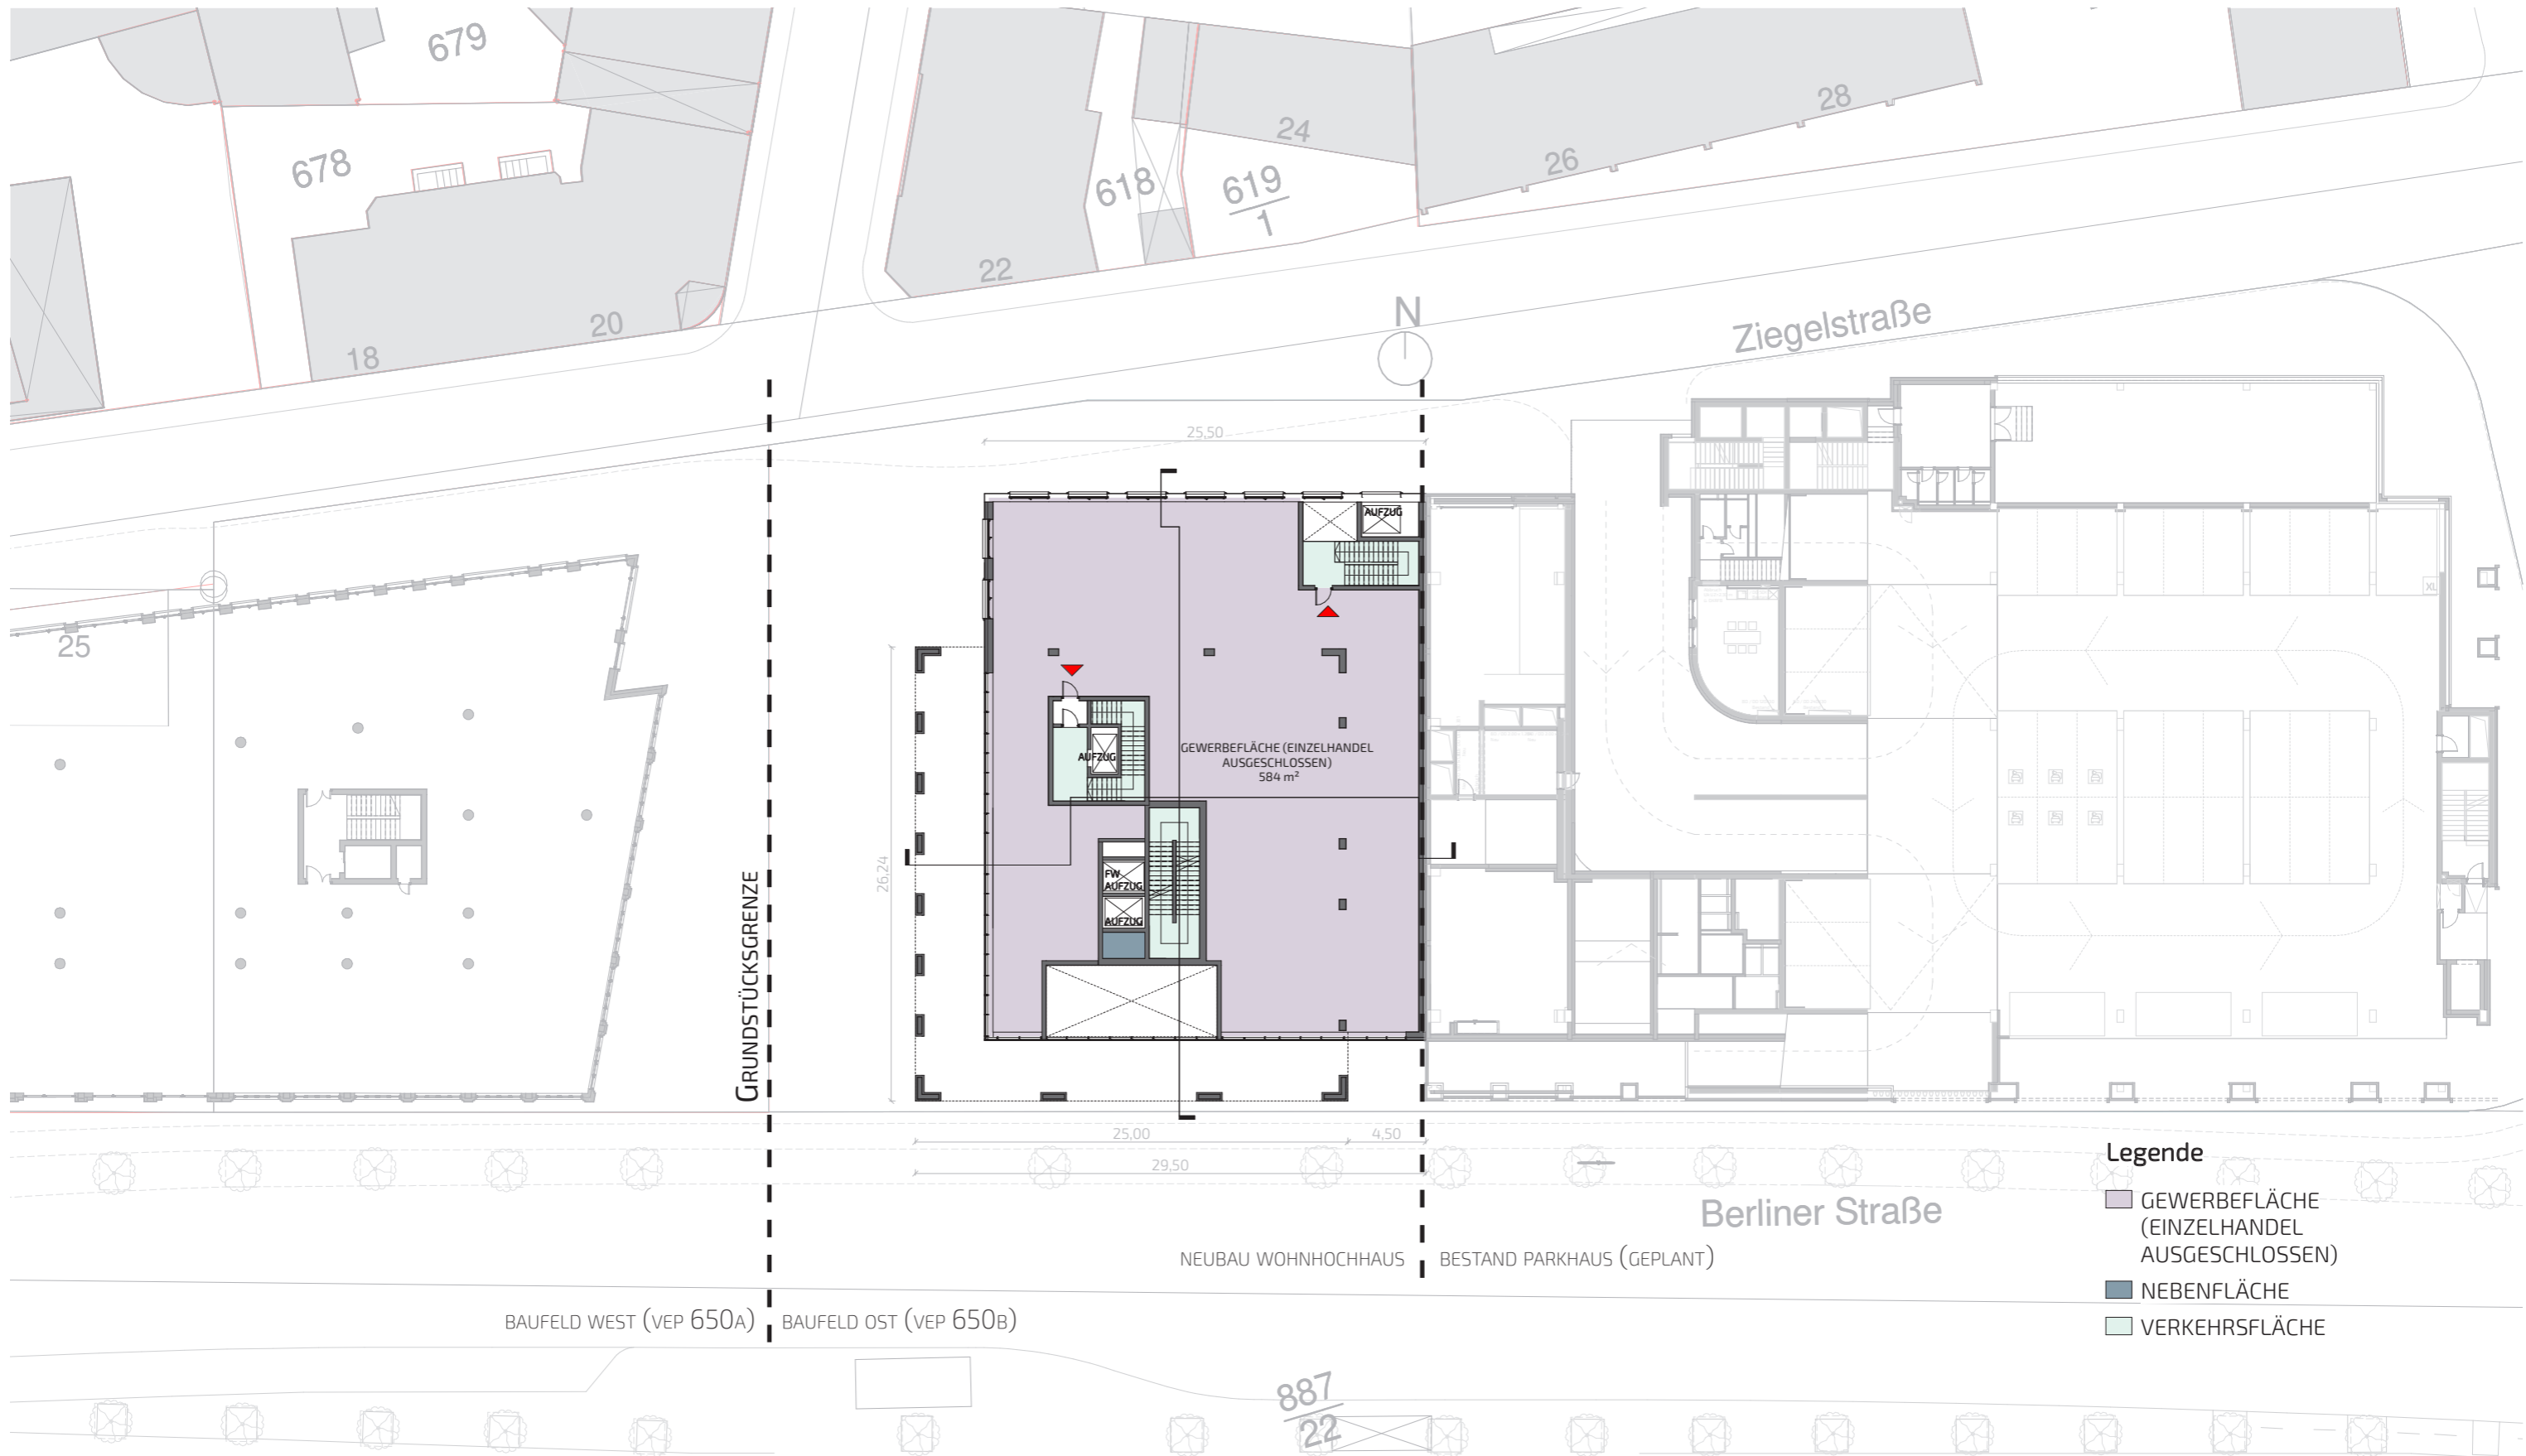 679
678
618
619
1
24
28
26
22
20
18
N
Ziegelstraße
25,50
AUFZUG
25
XL
AUFZUG
GEWERBEFLÄCHE (EINZELHANDEL
AUSGESCHLOSSEN)
584 m²
26,24
FW
AUFZUG
AUFZUG
GRUNDSTÜCKSGRENZE
25,00
4,50
29,50
Berliner Straße
NEUBAU WOHNHOCHHAUS
BESTAND PARKHAUS (GEPLANT)
BAUFELD WEST (VEP 650A)
BAUFELD OST (VEP 650B)
Legende
GEWERBEFLÄCHE
(EINZELHANDEL
AUSGESCHLOSSEN)
NEBENFLÄCHE
VERKEHRSFLÄCHE
887
22